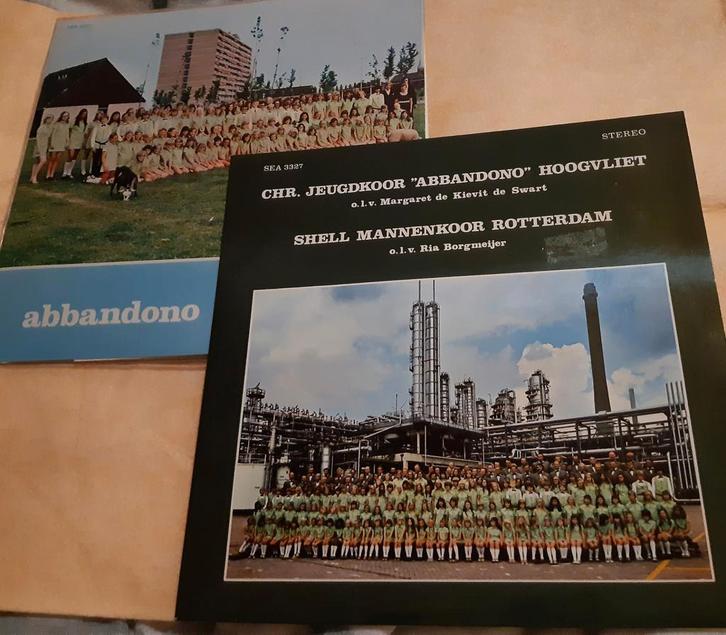 abbandono
SEA 3327
STEREO
CHR. JEUGDKOOR "ABBANDONO" HOOGVLIET
o.l.v. Margaret de Kievit de Swart
SHELL MANNENKOOR ROTTERDAM
o.l.v. Ria Borgmeijer